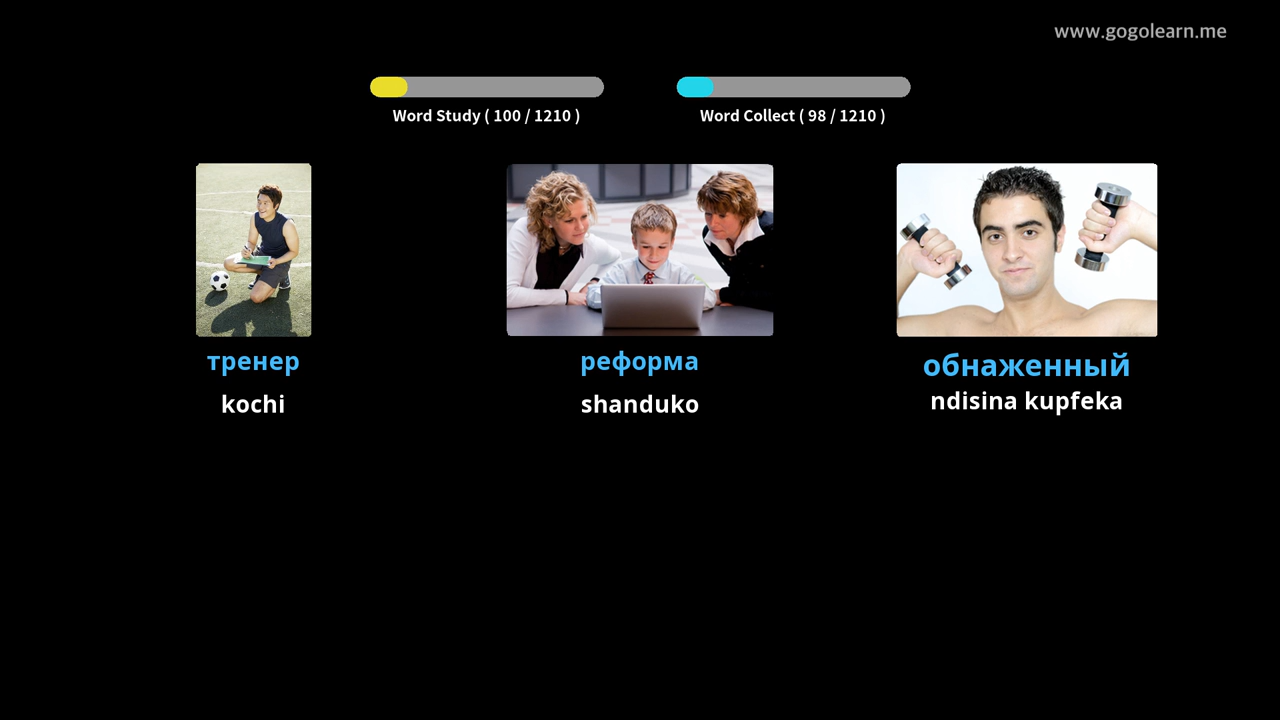 www.gogolearn.me
Word Study ( 100 / 1210 )
Word Collect ( 98 / 1210 )
тренер
реформа
обнаженный
kochi
shanduko
ndisina kupfeka